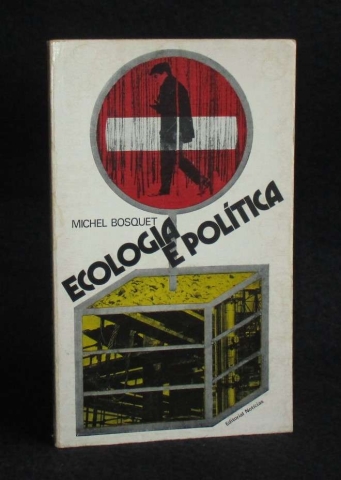 MICHEL BOSQUET
ECOLOGIA
E POLÍTICA
Editorial Notícias